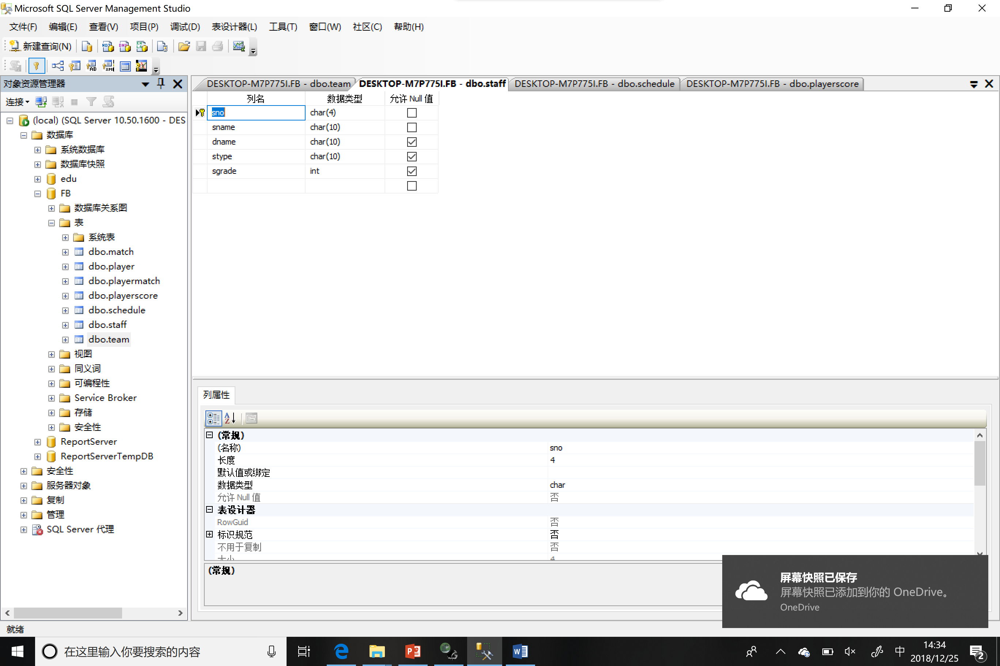 Microsoft SQL Server Management Studio
文件(F) 编辑(E) 查看(V) 项目(P) 调试(D) 表设计器(L) 工具(T) 窗口(W) 社区(C) 帮助(H)
新建查询(N)
对象资源管理器
连接
(local) (SQL Server 10.50.1600 - DES
数据库
系统数据库
数据库快照
edu
FB
数据库关系图
表
系统表
dbo.match
dbo.player
dbo.playermatch
dbo.playerscore
dbo.schedule
dbo.staff
dbo.team
视图
同义词
可编程性
Service Broker
存储
安全性
ReportServer
ReportServerTempDB
安全性
服务器对象
复制
管理
SQL Server 代理
DESKTOP-M7P775I.FB - dbo.team DESKTOP-M7P775I.FB - dbo.staff DESKTOP-M7P775I.FB - dbo.schedule DESKTOP-M7P775I.FB - dbo.playerscore
列名 数据类型 允许 Null 值
sno char(4)
sname char(10)
dname char(10)
stype char(10)
sgrade int
列属性
(常规)
(名称) sno
长度 4
默认值或绑定
数据类型 char
允许 Null 值 否
表设计器
RowGuid 否
标识规范 否
不用于复制 否
大小 4
(常规)
屏幕快照已保存
屏幕快照已添加到你的 OneDrive。
OneDrive
就绪
在这里输入你要搜索的内容
中
14:34
2018/12/25
2